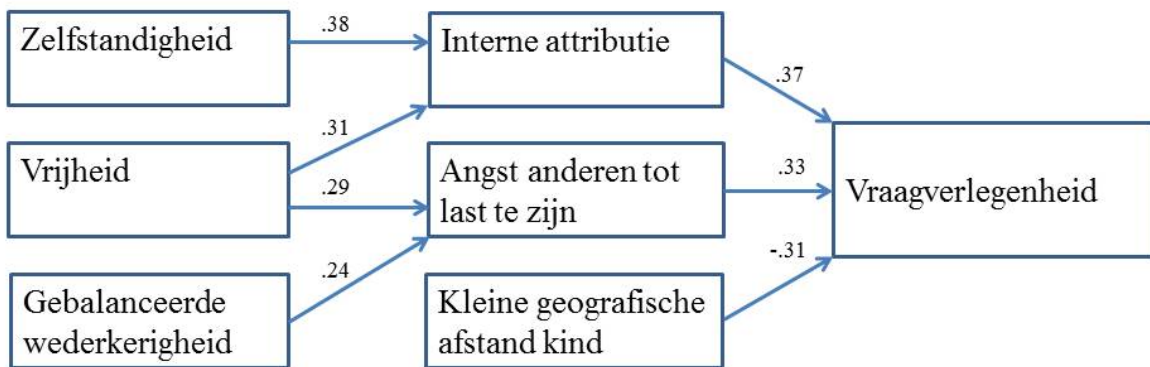 Zelfstandigheid
.38
Interne attributie
.37
.31
Vrijheid
.29
Angst anderen tot
last te zijn
.33
Vraagverlegenheid
.24
-.31
Gebalanceerde
wederkerigheid
Kleine geografische
afstand kind